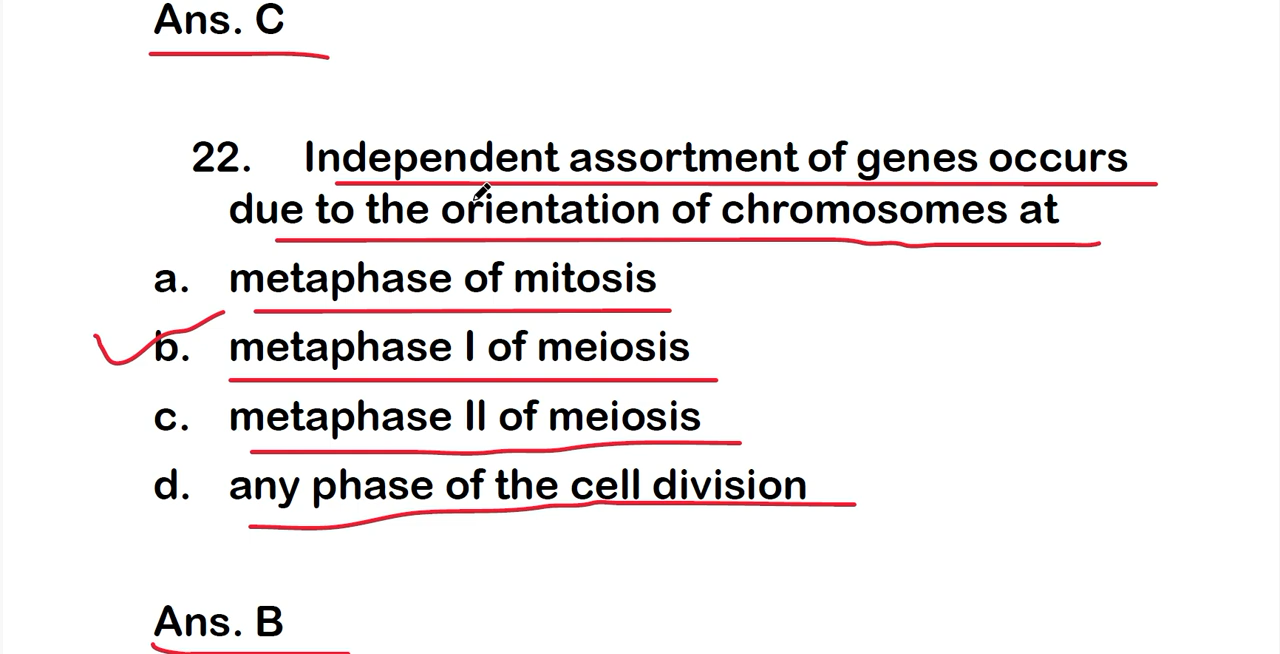 Ans. C
22. Independent assortment of genes occurs
due to the orientation of chromosomes at
a. metaphase of mitosis
b. metaphase I of meiosis
c. metaphase II of meiosis
d. any phase of the cell division
Ans. B